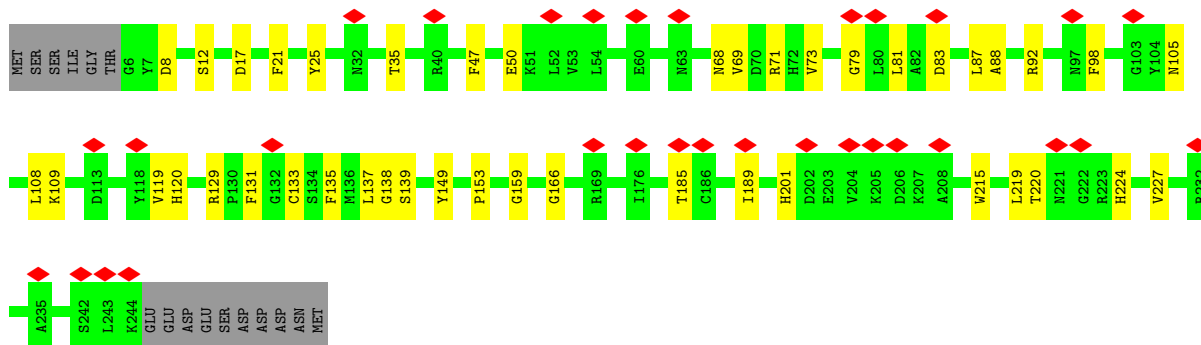 MET SER SER ILE GLY THR G6 Y7 D8 S12 D17 F21 Y25 N32 T35 R40 F47 E50 K51 L52 V53 L54 E60 N63 N68 V69 D70 R71 H72 V73 G79 L80 L81 A82 D83 L87 A88 R92 N97 F98 G103 Y104 N105
L108 K109 D113 Y118 V119 H120 R129 P130 F131 G132 C133 S134 F135 M136 L137 G138 S139 Y149 P153 G159 G166 R169 I176 T185 C186 I189 H201 D202 E203 V204 K205 D206 K207 A208 W215 L219 T220 N221 G222 R223 H224 V227
A235 S242 L243 K244 GLU GLU ASP GLU SER ASP ASP ASP ASN MET